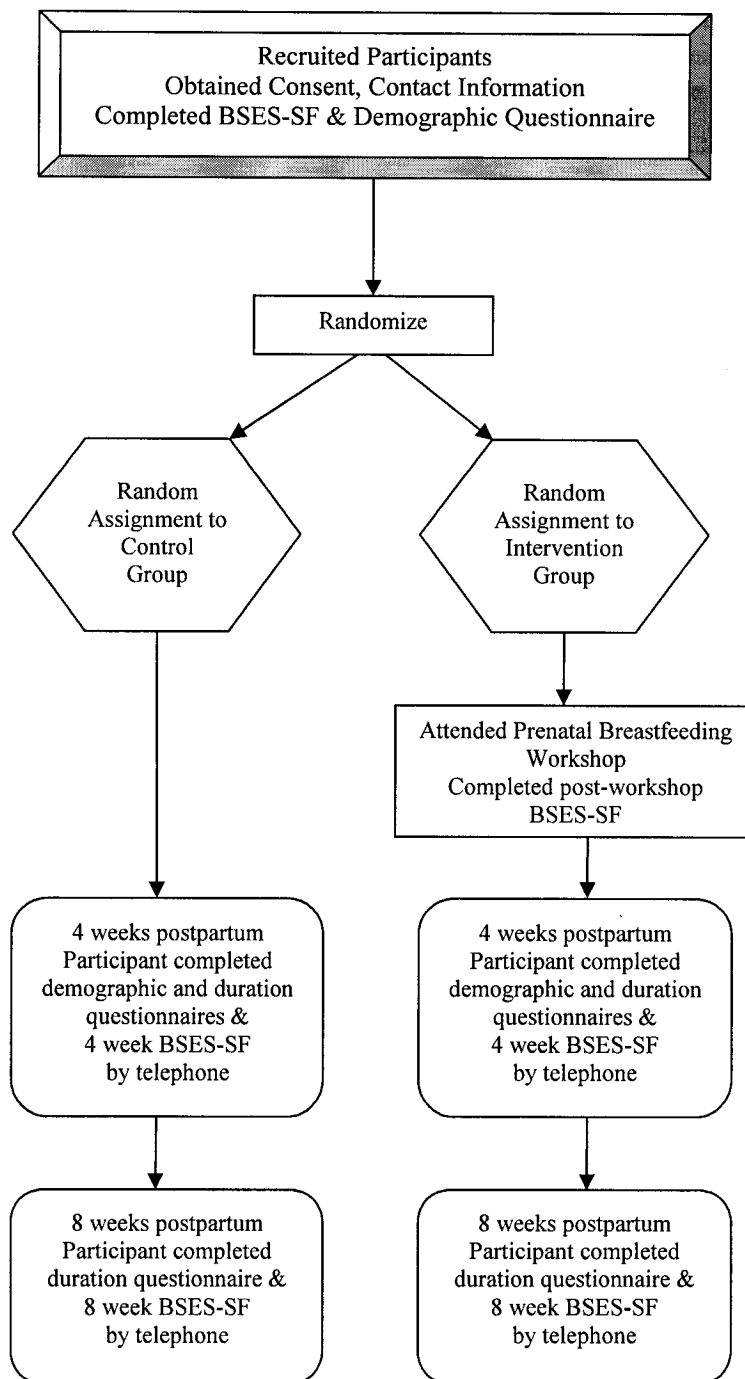 Recruited Participants
Obtained Consent, Contact Information
Completed BSES-SF & Demographic Questionnaire
Randomize
Random
Assignment to
Control
Group
Random
Assignment to
Intervention
Group
Attended Prenatal Breastfeeding
Workshop
Completed post-workshop
BSES-SF
4 weeks postpartum
Participant completed
demographic and duration
questionnaires &
4 week BSES-SF
by telephone
4 weeks postpartum
Participant completed
demographic and duration
questionnaires &
4 week BSES-SF
by telephone
8 weeks postpartum
Participant completed
duration questionnaire &
8 week BSES-SF
by telephone
8 weeks postpartum
Participant completed
duration questionnaire &
8 week BSES-SF
by telephone